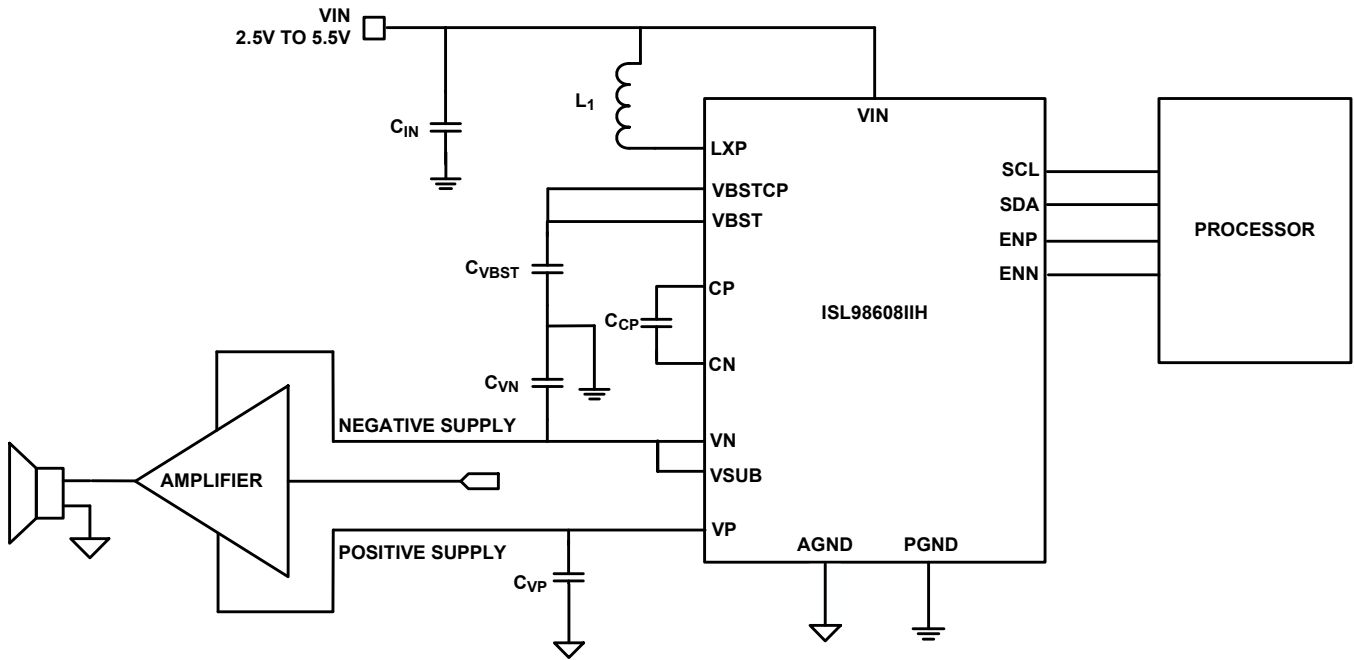 VIN
2.5V TO 5.5V
L1
CIN
VIN
LXP
VBSTCP
VBST
CVBST
CP
CCP
CN
CVN
ISL98608IIH
SCL
SDA
ENP
ENN
PROCESSOR
NEGATIVE SUPPLY
VN
VSUB
AMPLIFIER
VP
POSITIVE SUPPLY
CVP
AGND
PGND